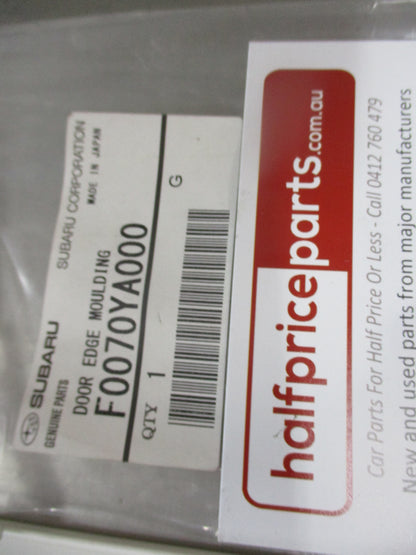 SUBARU
GENUINE PARTS
SUBARU CORPORATION
MADE IN JAPAN
DOOR EDGE MOULDING
F0070YA000
QTY 1
G
halfpriceparts.com.au
Car Parts For Half Price Or Less - Call 0412 760 479
New and used parts from major manufacturers